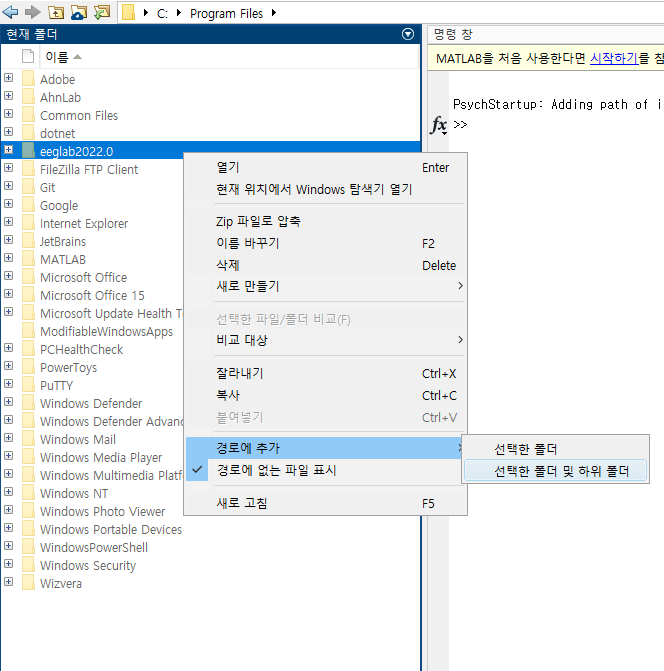 C: Program Files
현재 폴더
이름
Adobe
AhnLab
Common Files
dotnet
eeglab2022.0
FileZilla FTP Client
Git
Google
Internet Explorer
JetBrains
MATLAB
Microsoft Office
Microsoft Office 15
Microsoft Update Health T
ModifiableWindowsApps
PCHealthCheck
PowerToys
PuTTY
Windows Defender
Windows Defender Advanc
Windows Mail
Windows Media Player
Windows Multimedia Platf
Windows NT
Windows Photo Viewer
Windows Portable Devices
WindowsPowerShell
Windows Security
Wizvera
열기 Enter
현재 위치에서 Windows 탐색기 열기
Zip 파일로 압축
이름 바꾸기 F2
삭제 Delete
새로 만들기
선택한 파일/폴더 비교(F)
비교 대상
잘라내기 Ctrl+X
복사 Ctrl+C
붙여넣기 Ctrl+V
경로에 추가
경로에 없는 파일 표시
새로 고침 F5
선택한 폴더
선택한 폴더 및 하위 폴더
명령 창
MATLAB을 처음 사용한다면 시작하기를 참
PsychStartup: Adding path of i
fx >>